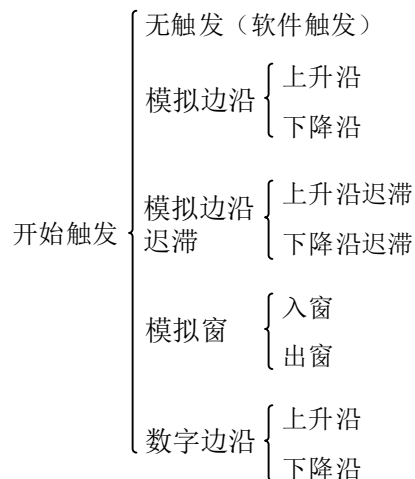 开始触发
无触发（软件触发）
模拟边沿
上升沿
下降沿
模拟边沿
迟滞
上升沿迟滞
下降沿迟滞
模拟窗
入窗
出窗
数字边沿
上升沿
下降沿